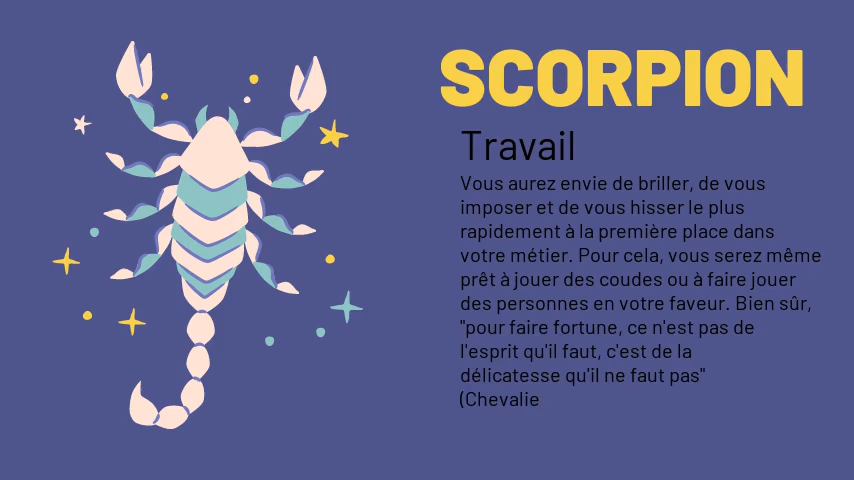 SCORPION
Travail
Vous aurez envie de briller, de vous
imposer et de vous hisser le plus
rapidement à la première place dans
votre métier. Pour cela, vous serez même
prêt à jouer des coudes ou à faire jouer
des personnes en votre faveur. Bien sûr,
"pour faire fortune, ce n'est pas de
l'esprit qu'il faut, c'est de la
délicatesse qu'il ne faut pas"
(Chevalie